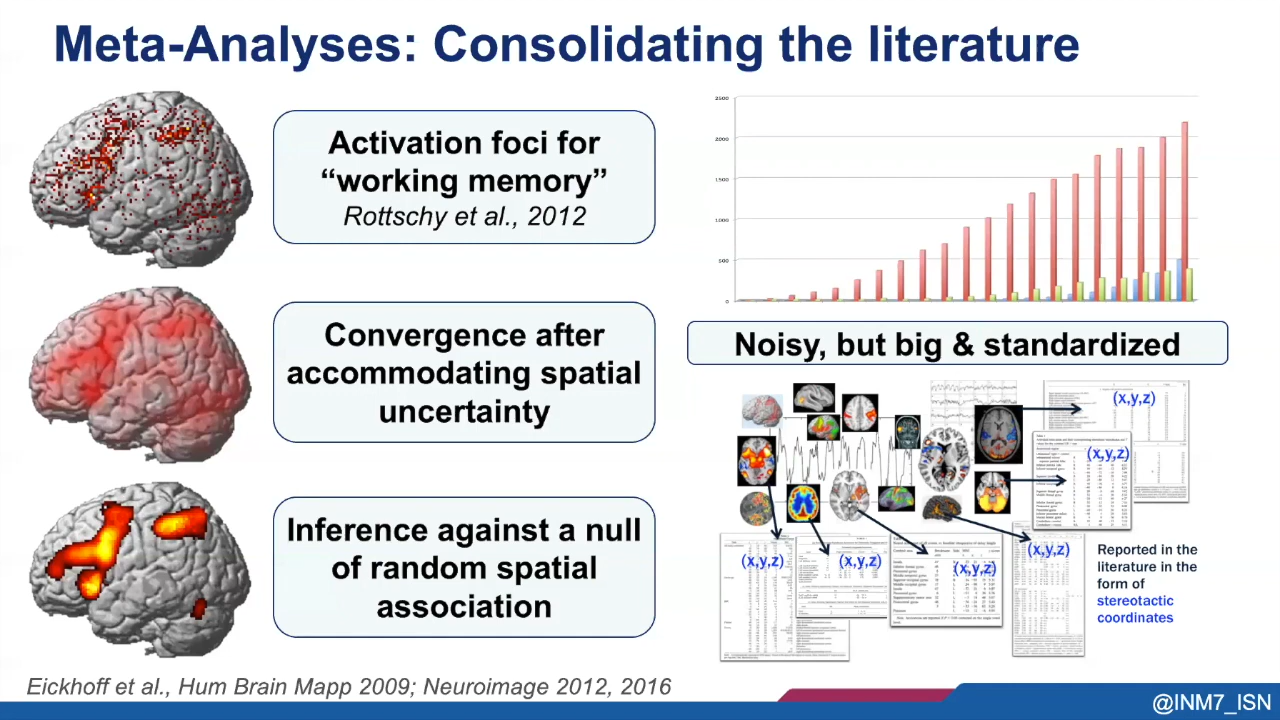 Meta-Analyses: Consolidating the literature
Activation foci for
“working memory”
Rottschy et al., 2012
Convergence after
accommodating spatial
uncertainty
Inference against a null
of random spatial
association
2500
2000
1500
1000
500
0
Noisy, but big & standardized
(x,y,z)
(x,y,z)
(x,y,z)
(x,y,z)
(x,y,z)
(x,y,z)
Reported in the
literature in the
form of
stereotactic
coordinates
Eickhoff et al., Hum Brain Mapp 2009; Neuroimage 2012, 2016
@INM7_ISN